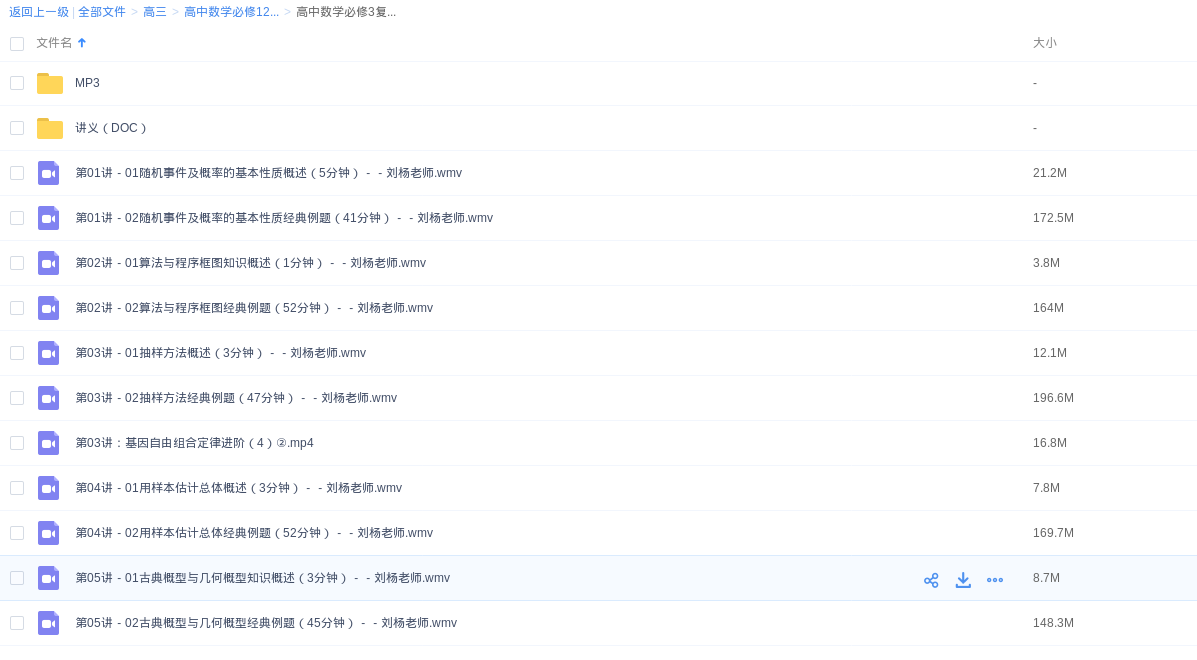 返回上一级 | 全部文件 > 高三 > 高中数学必修12... > 高中数学必修3复...
文件名 大小
MP3 -
讲义（DOC） -
第01讲 - 01随机事件及概率的基本性质概述（5分钟） - - 刘杨老师.wmv 21.2M
第01讲 - 02随机事件及概率的基本性质经典例题（41分钟） - - 刘杨老师.wmv 172.5M
第02讲 - 01算法与程序框图知识概述（1分钟） - - 刘杨老师.wmv 3.8M
第02讲 - 02算法与程序框图经典例题（52分钟） - - 刘杨老师.wmv 164M
第03讲 - 01抽样方法概述（3分钟） - - 刘杨老师.wmv 12.1M
第03讲 - 02抽样方法经典例题（47分钟） - - 刘杨老师.wmv 196.6M
第03讲：基因自由组合定律进阶（4）②.mp4 16.8M
第04讲 - 01用样本估计总体概述（3分钟） - - 刘杨老师.wmv 7.8M
第04讲 - 02用样本估计总体经典例题（52分钟） - - 刘杨老师.wmv 169.7M
第05讲 - 01古典概型与几何概型知识概述（3分钟） - - 刘杨老师.wmv 8.7M
第05讲 - 02古典概型与几何概型经典例题（45分钟） - - 刘杨老师.wmv 148.3M